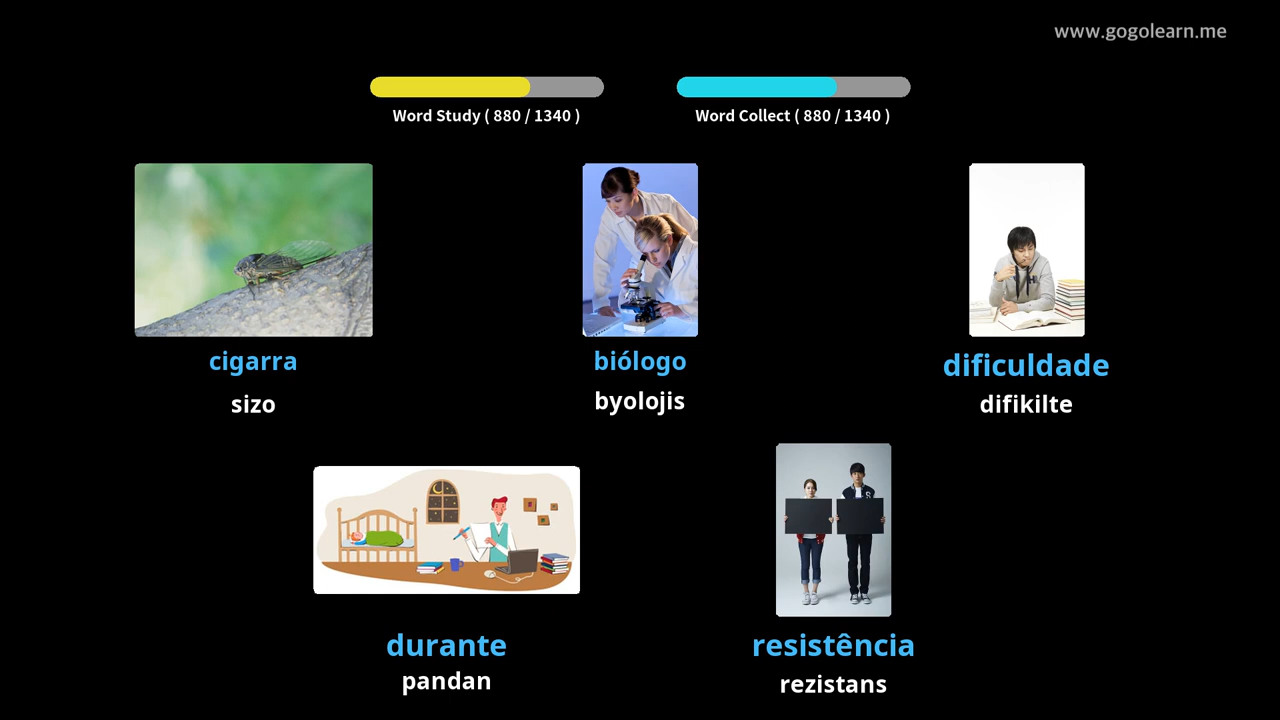 www.gogolearn.me
Word Study ( 880 / 1340 )
Word Collect ( 880 / 1340 )
cigarra
sizo
biólogo
byolojis
dificuldade
difikilte
durante
pandan
resistência
rezistans